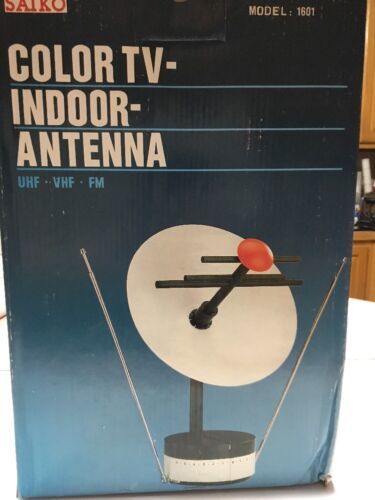 SAIKO
MODEL: 1601
COLOR TV-
INDOOR-
ANTENNA
UHF · VHF · FM